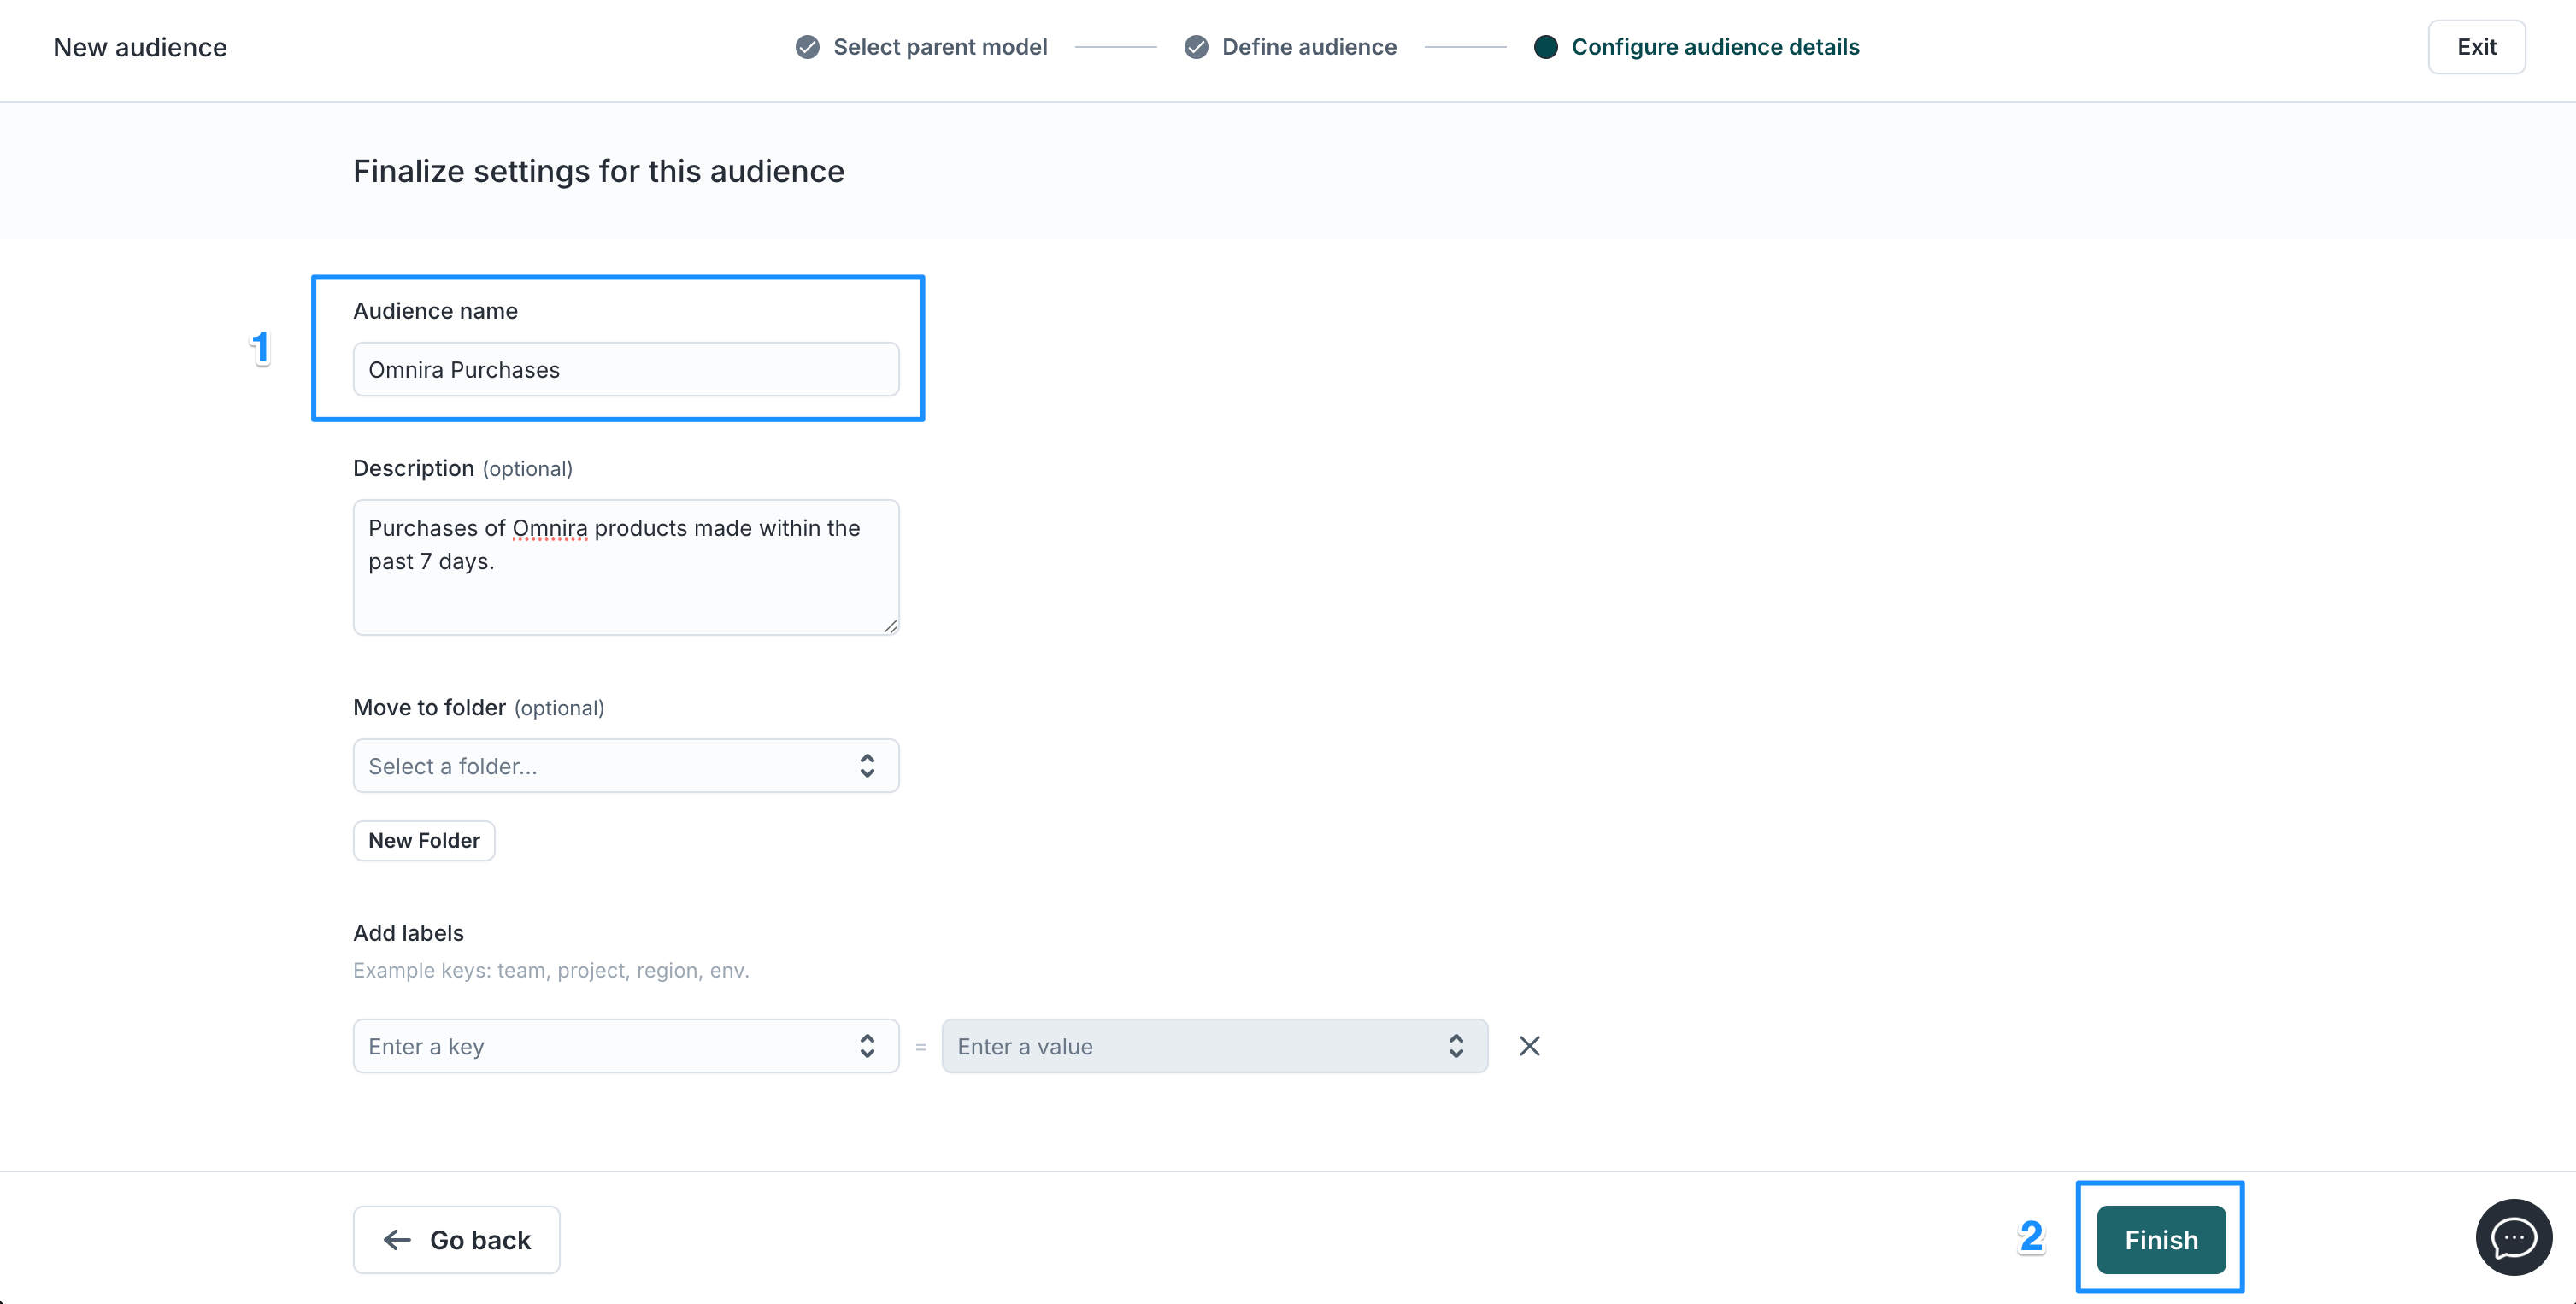 New audience
Select parent model
Define audience
Configure audience details
Exit
Finalize settings for this audience
1
Audience name
Omnira Purchases
Description (optional)
Purchases of Omnira products made within the
past 7 days.
Move to folder (optional)
Select a folder...
New Folder
Add labels
Example keys: team, project, region, env.
Enter a key
=
Enter a value
Go back
2
Finish